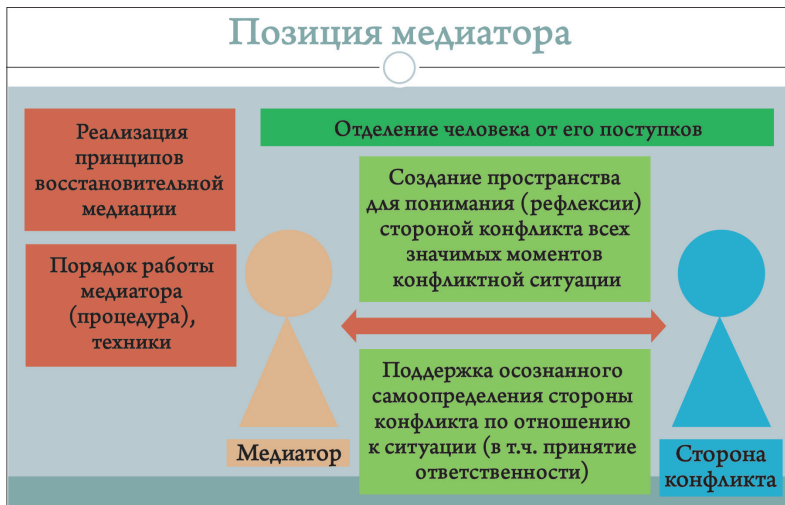 Позиция медиатора
Реализация
принципов
восстановительной
медиации
Порядок работы
медиатора
(процедура),
техники
Отделение человека от его поступков
Создание пространства
для понимания (рефлексии)
стороной конфликта всех
значимых моментов
конфликтной ситуации
Поддержка осознанного
самоопределения стороны
конфликта по отношению
к ситуации (в т.ч. принятие
ответственности)
Медиатор
Сторона
конфликта